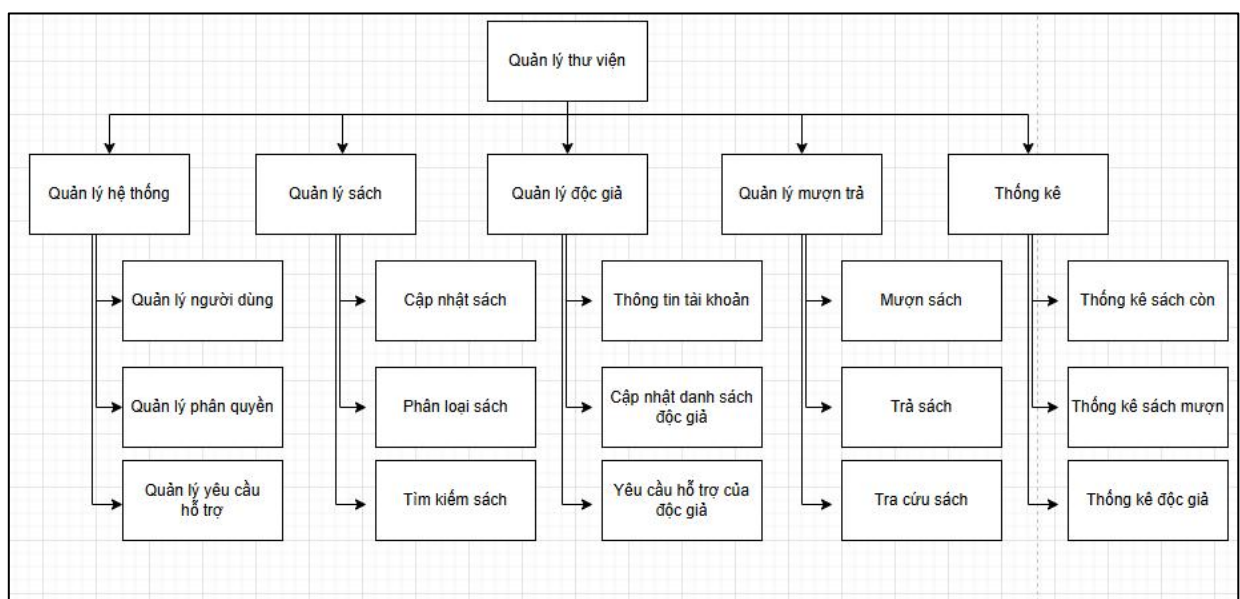 Quản lý thư viện
Quản lý hệ thống
Quản lý sách
Quản lý độc giả
Quản lý mượn trả
Thống kê
Quản lý người dùng
Cập nhật sách
Thông tin tài khoản
Mượn sách
Thống kê sách còn
Quản lý phân quyền
Phân loại sách
Cập nhật danh sách
độc giả
Trả sách
Thống kê sách mượn
Quản lý yêu cầu
hỗ trợ
Tìm kiếm sách
Yêu cầu hỗ trợ của
độc giả
Tra cứu sách
Thống kê độc giả